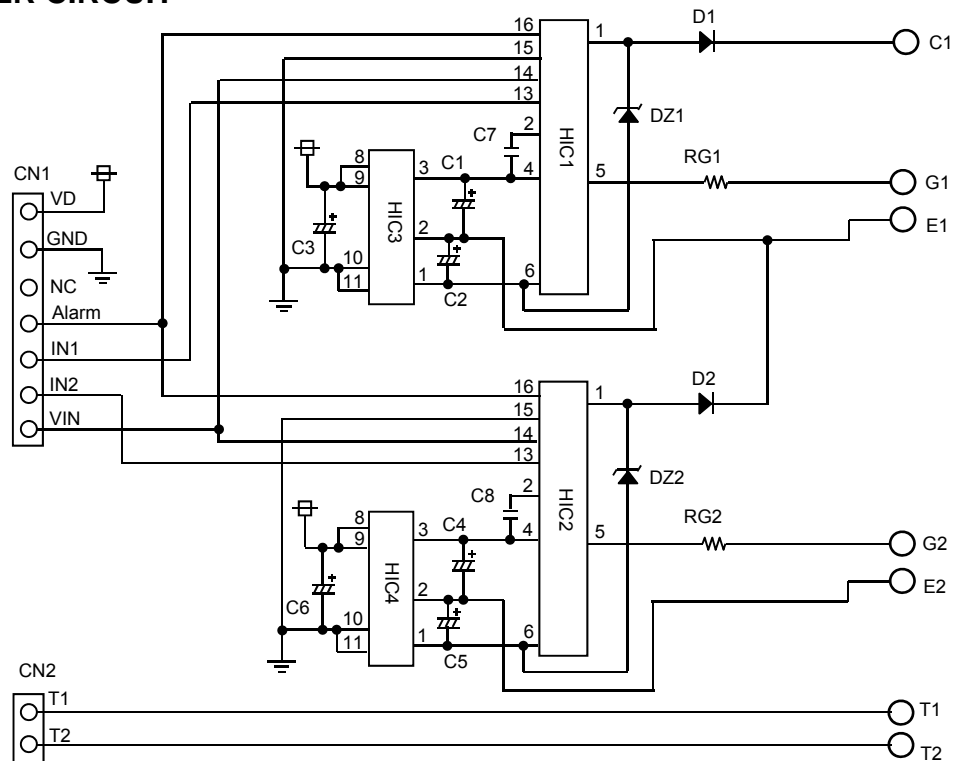 ER CIRCUIT
D1
16
1
C1
15
14
13
DZ1
2
C7
HIC1
RG1
CN1
8
3
C1
4
5
G1
9
VD
HIC3
E1
2
C3
GND
10
6
11
1
C2
NC
Alarm
IN1
D2
IN2
16
1
15
VIN
14
13
DZ2
2
C8
HIC2
RG2
8
3
C4
4
5
G2
9
HIC4
E2
2
C6
10
6
11
1
C5
CN2
T1
T1
T2
T2